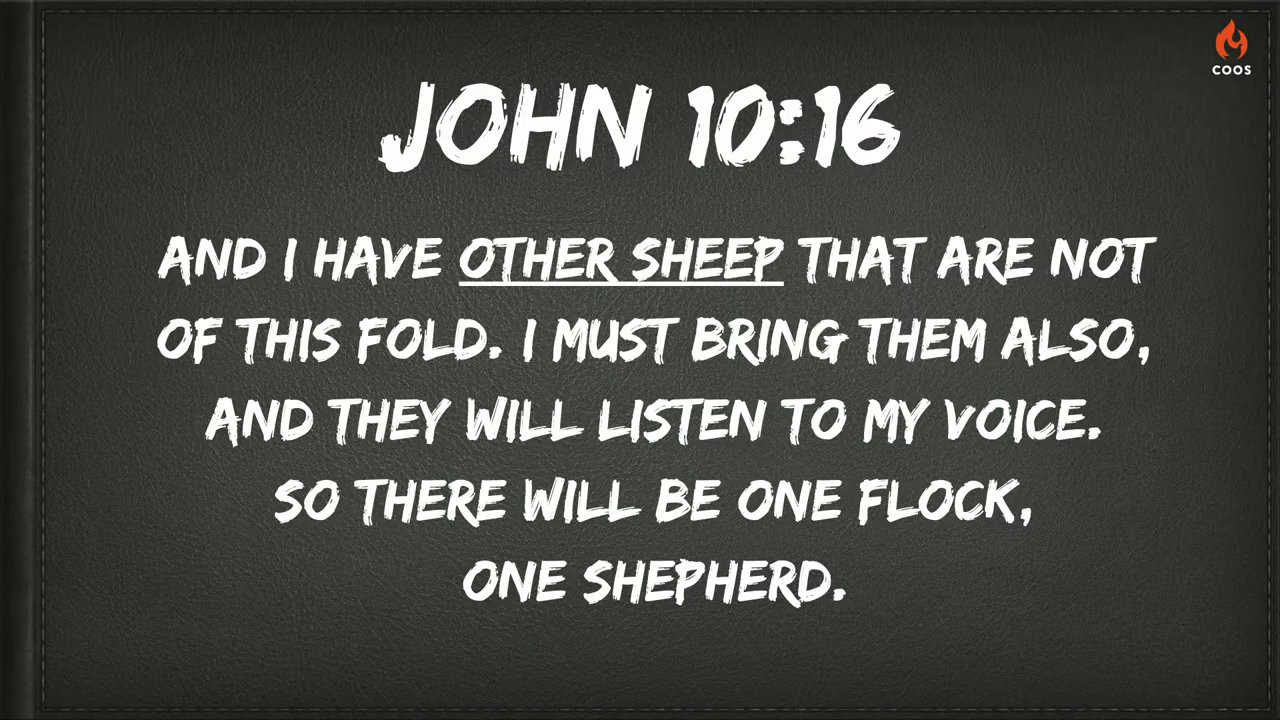 COOS
JOHN 10:16
AND I HAVE OTHER SHEEP THAT ARE NOT
OF THIS FOLD. I MUST BRING THEM ALSO,
AND THEY WILL LISTEN TO MY VOICE.
SO THERE WILL BE ONE FLOCK,
ONE SHEPHERD.